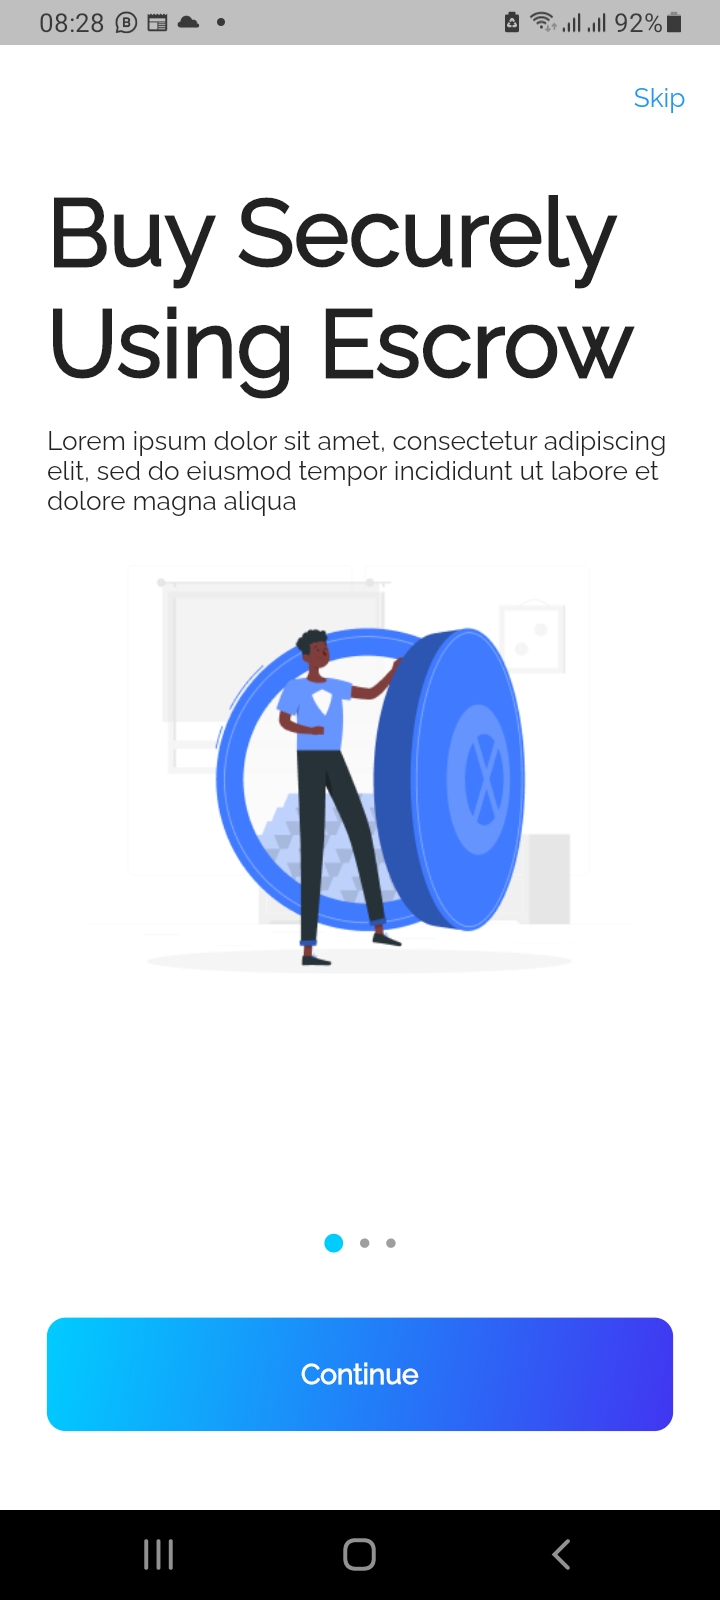 08:28
92%
Skip
Buy Securely
Using Escrow
Lorem ipsum dolor sit amet, consectetur adipiscing
elit, sed do eiusmod tempor incididunt ut labore et
dolore magna aliqua
Continue